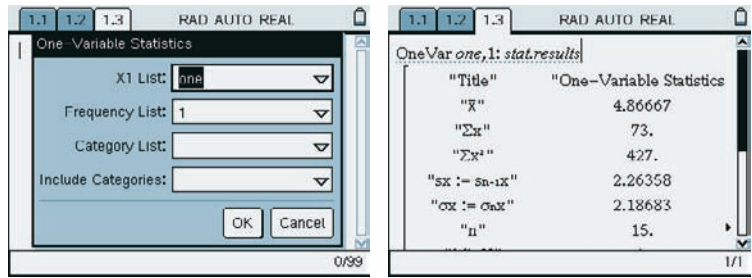 1.1 1.2 1.3 RAD AUTO REAL
One-Variable Statistics
X1 List: one
Frequency List: 1
Category List:
Include Categories:
OK Cancel
0/99
1.1 1.2 1.3 RAD AUTO REAL
OneVar one,1: stat.results
"Title" "One-Variable Statistics
"x̄" 4.86667
"Σx" 73.
"Σx²" 427.
"sx := sn-1x" 2.26358
"σx := σnx" 2.18683
"n" 15.
1/1